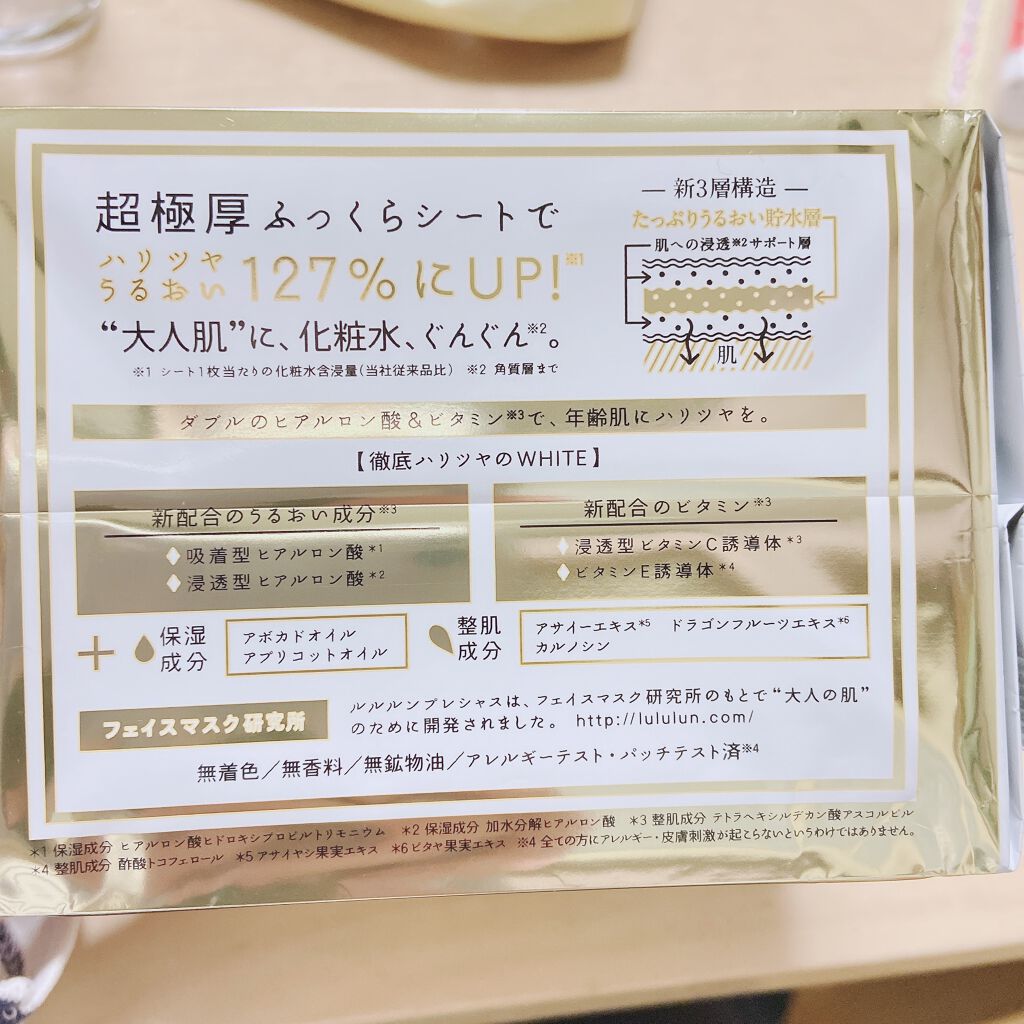 超極厚ふっくらシートで
ハリツヤ
うるおい 127%にUP!※1
“大人肌”に、化粧水、ぐんぐん※2。
※1 シート1枚当たりの化粧水含浸量(当社従来品比) ※2 角質層まで
― 新3層構造 ―
たっぷりうるおい貯水層
肌への浸透※2サポート層
肌
ダブルのヒアルロン酸&ビタミン※3で、年齢肌にハリツヤを。
【徹底ハリツヤのWHITE】
新配合のうるおい成分※3
吸着型ヒアルロン酸*1
浸透型ヒアルロン酸*2
新配合のビタミン※3
浸透型ビタミンC誘導体*3
ビタミンE誘導体*4
+ 保湿
成分
アボカドオイル
アプリコットオイル
整肌
成分
アサイーエキス*5 ドラゴンフルーツエキス*6
カルノシン
フェイスマスク研究所
ルルルンプレシャスは、フェイスマスク研究所のもとで“大人の肌”
のために開発されました。 http://lululun.com/
無着色/無香料/無鉱物油/アレルギーテスト・パッチテスト済※4
*1 保湿成分 ヒアルロン酸ヒドロキシプロピルトリモニウム *2 保湿成分 加水分解ヒアルロン酸 *3 整肌成分 テトラヘキシルデカン酸アスコルビル
*4 整肌成分 酢酸トコフェロール *5 アサイヤシ果実エキス *6 ピタヤ果実エキス ※4 全ての方にアレルギー・皮膚刺激が起こらないというわけではありません。